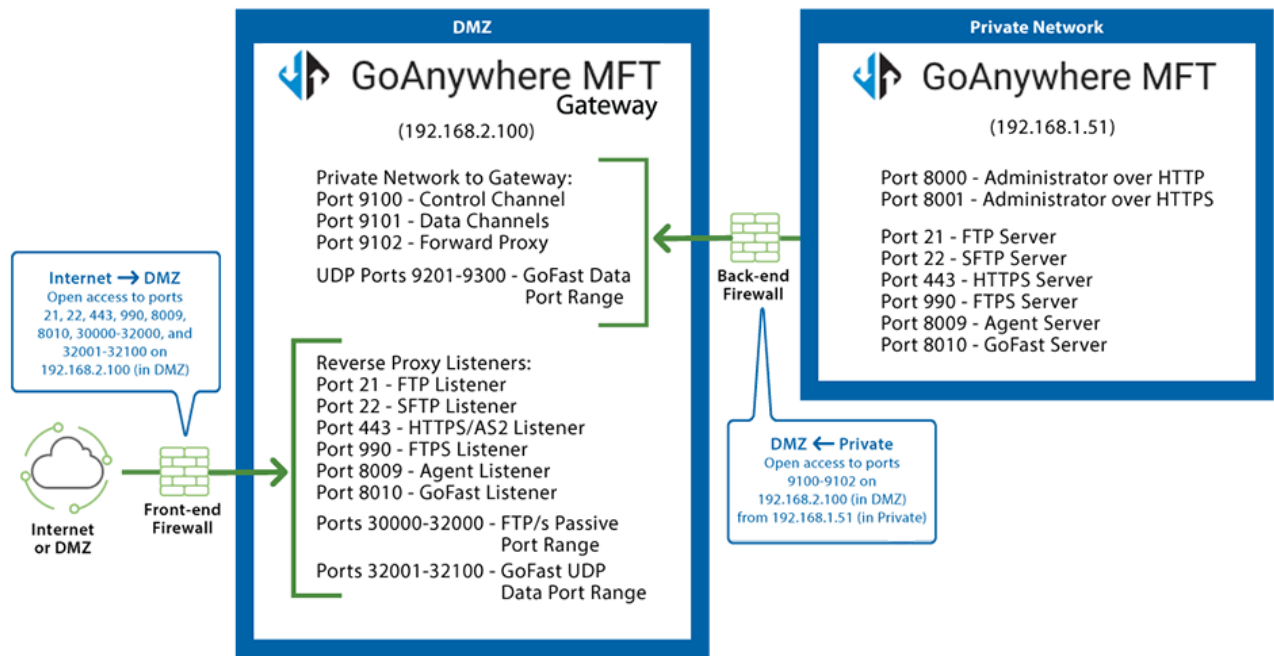 DMZ
GoAnywhere MFT
Gateway
(192.168.2.100)
Private Network to Gateway:
Port 9100 - Control Channel
Port 9101 - Data Channels
Port 9102 - Forward Proxy
UDP Ports 9201-9300 - GoFast Data
Port Range
Reverse Proxy Listeners:
Port 21 - FTP Listener
Port 22 - SFTP Listener
Port 443 - HTTPS/AS2 Listener
Port 990 - FTPS Listener
Port 8009 - Agent Listener
Port 8010 - GoFast Listener
Ports 30000-32000 - FTP/s Passive
Port Range
Ports 32001-32100 - GoFast UDP
Data Port Range
Internet → DMZ
Open access to ports
21, 22, 443, 990, 8009,
8010, 30000-32000, and
32001-32100 on
192.168.2.100 (in DMZ)
Internet
or DMZ
Front-end
Firewall
Back-end
Firewall
DMZ ← Private
Open access to ports
9100-9102 on
192.168.2.100 (in DMZ)
from 192.168.1.51 (in Private)
Private Network
GoAnywhere MFT
(192.168.1.51)
Port 8000 - Administrator over HTTP
Port 8001 - Administrator over HTTPS
Port 21 - FTP Server
Port 22 - SFTP Server
Port 443 - HTTPS Server
Port 990 - FTPS Server
Port 8009 - Agent Server
Port 8010 - GoFast Server